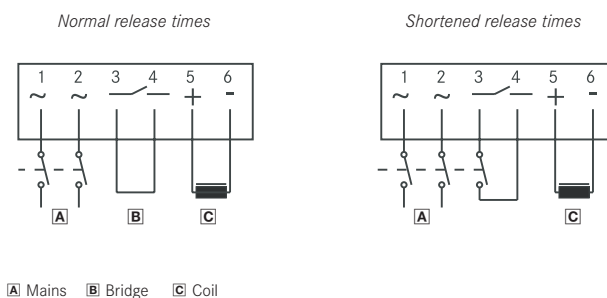 Normal release times
Shortened release times
1 2 3 4 5 6
~ ~ + -
A B C
1 2 3 4 5 6
~ ~ + -
A C
A Mains B Bridge C Coil